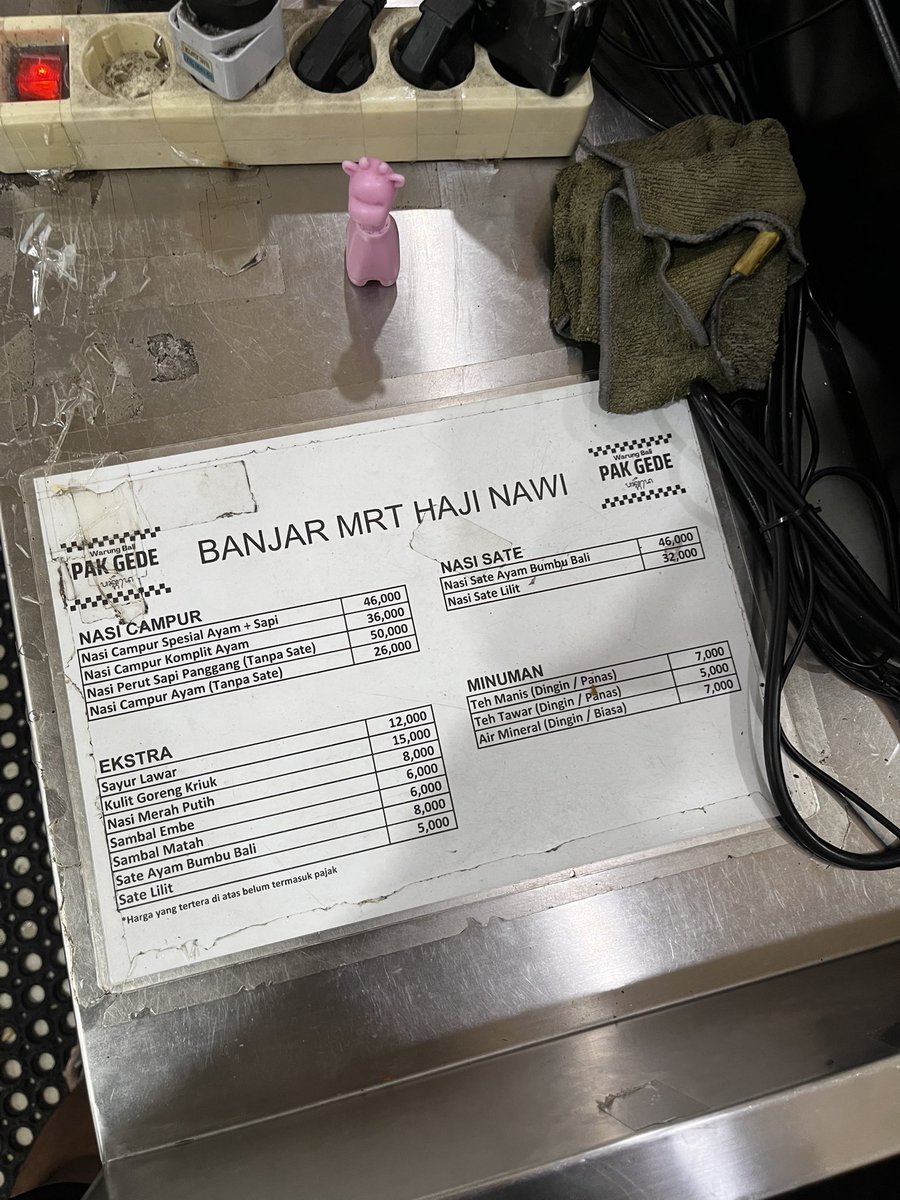 BANJAR MRT HAJI NAWI
Warung Bali
PAK GEDE
Warung Bali
PAK GEDE
NASI CAMPUR
Nasi Campur Spesial Ayam + Sapi 46,000
Nasi Campur Komplit Ayam 36,000
Nasi Perut Sapi Panggang (Tanpa Sate) 50,000
Nasi Campur Ayam (Tanpa Sate) 26,000
EKSTRA
Sayur Lawar 12,000
Kulit Goreng Kriuk 15,000
Nasi Merah Putih 8,000
Sambal Embe 6,000
Sambal Matah 6,000
Sate Ayam Bumbu Bali 8,000
Sate Lilit 5,000
*Harga yang tertera di atas belum termasuk pajak
NASI SATE
Nasi Sate Ayam Bumbu Bali 46,000
Nasi Sate Lilit 32,000
MINUMAN
Teh Manis (Dingin / Panas) 7,000
Teh Tawar (Dingin / Panas) 5,000
Air Mineral (Dingin / Biasa) 7,000